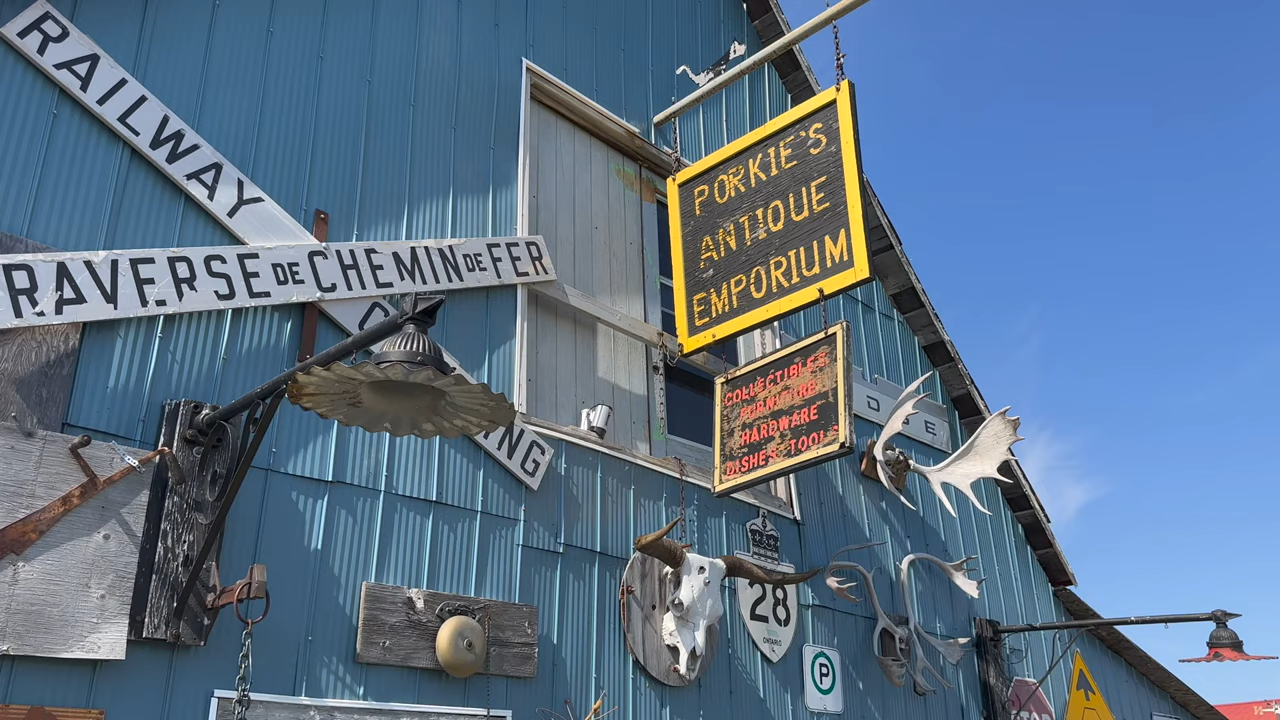 RAILWAY
RAVERSE DE CHEMIN DE FER
NG
PORKIE'S
ANTIQUE
EMPORIUM
COLLECTIBLES
FURNITURE
HARDWARE
DISHES, TOOLS
28
ONTARIO
P